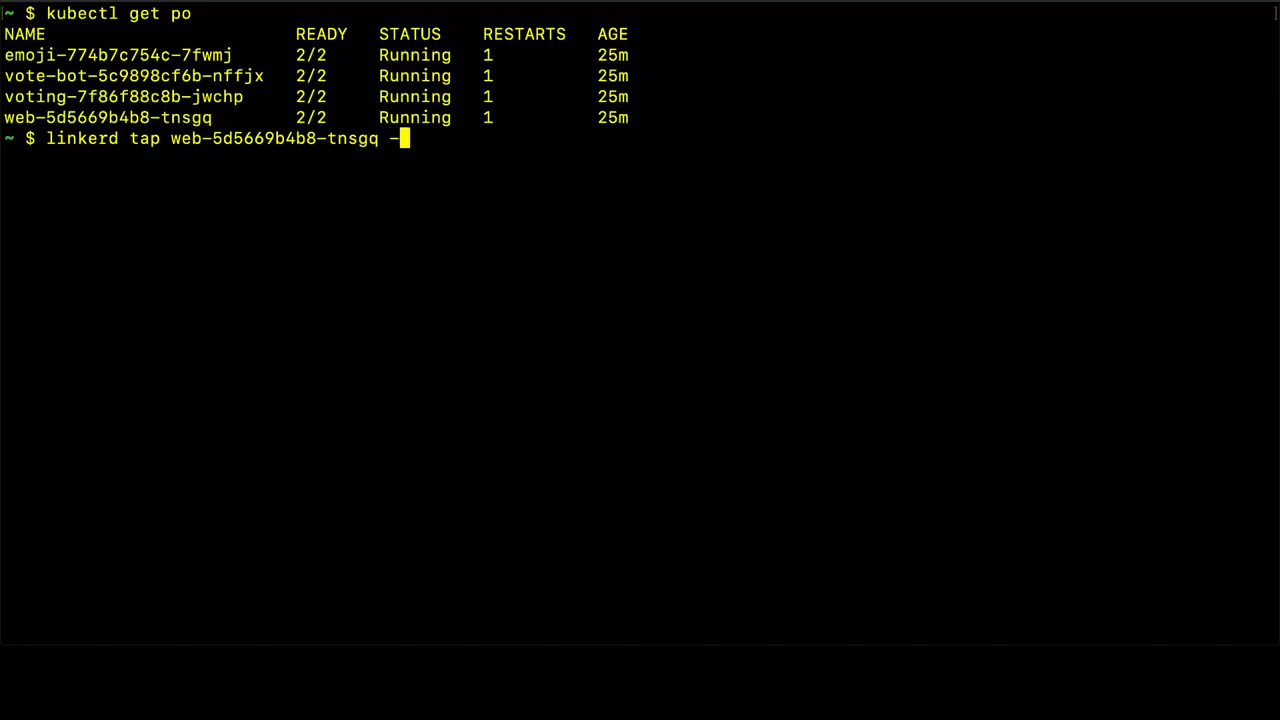 ~ $ kubectl get po
NAME READY STATUS RESTARTS AGE
emoji-774b7c754c-7fwmj 2/2 Running 1 25m
vote-bot-5c9898cf6b-nffjx 2/2 Running 1 25m
voting-7f86f88c8b-jwchp 2/2 Running 1 25m
web-5d5669b4b8-tnsgq 2/2 Running 1 25m
~ $ linkerd tap web-5d5669b4b8-tnsgq -